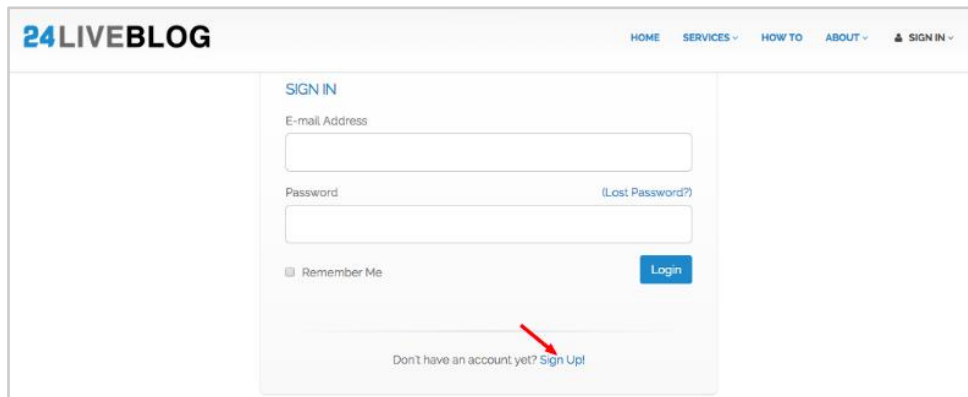 24LIVEBLOG
HOME SERVICES HOW TO ABOUT SIGN IN
SIGN IN
E-mail Address
Password (Lost Password?)
Remember Me Login
Don't have an account yet? Sign Up!